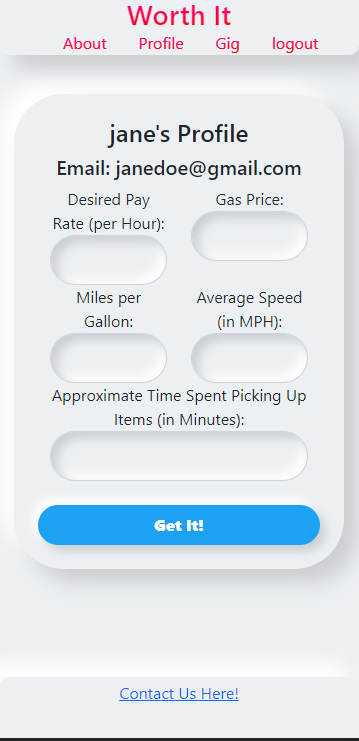 Worth It
About Profile Gig logout
jane's Profile
Email: janedoe@gmail.com
Desired Pay Rate (per Hour):
Gas Price:
Miles per Gallon:
Average Speed (in MPH):
Approximate Time Spent Picking Up
Items (in Minutes):
Get It!
Contact Us Here!